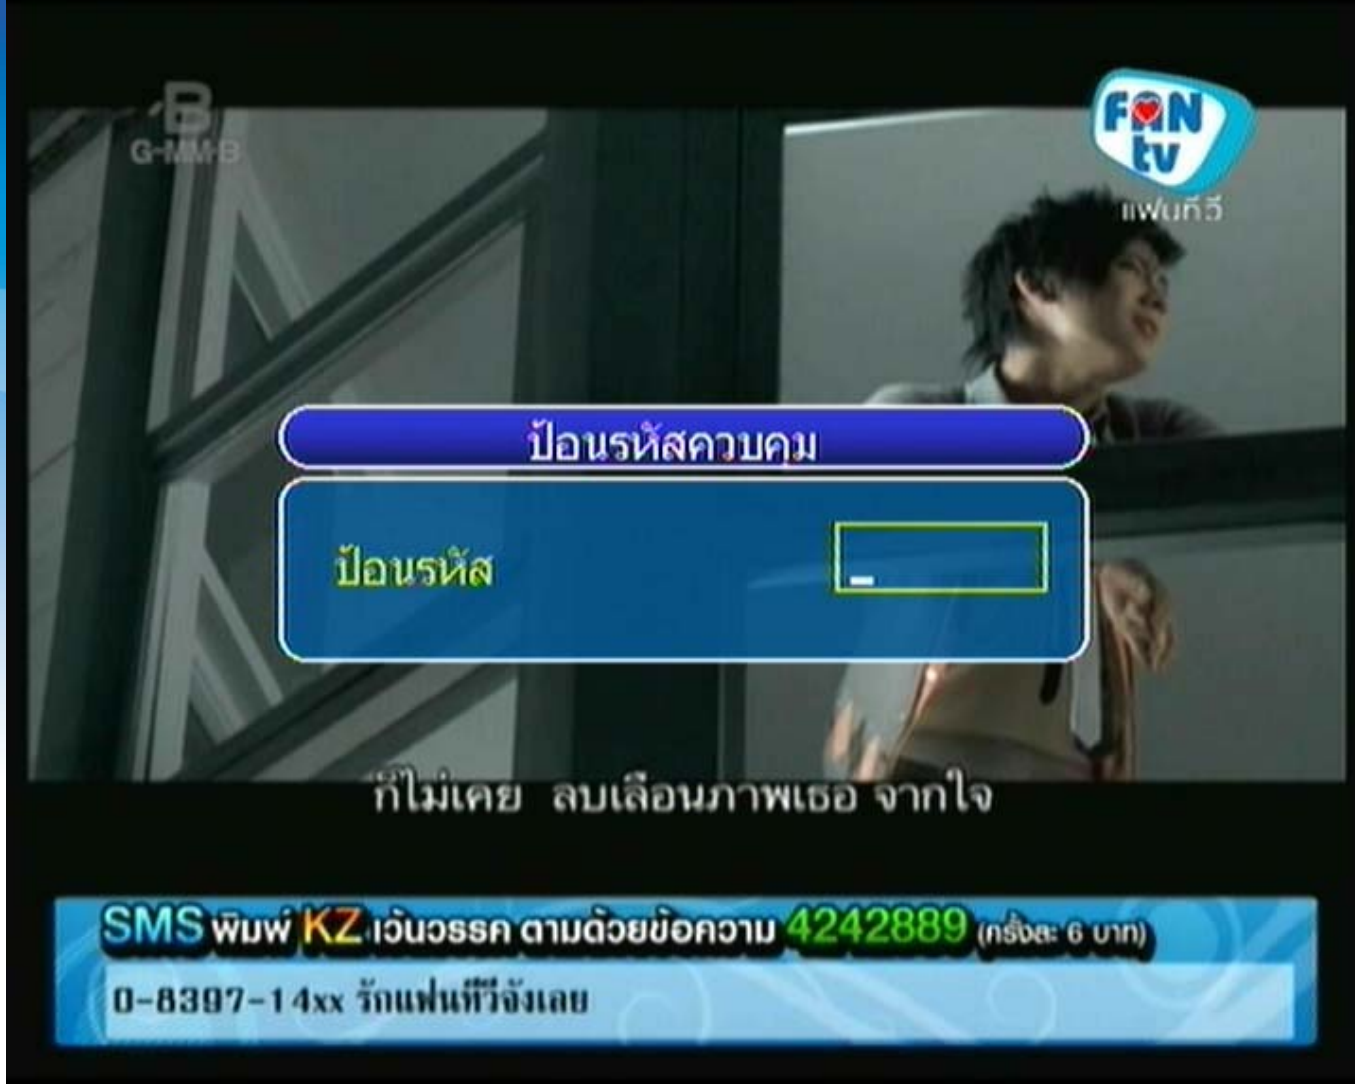 G-MM-B
FAN
tv
แฟนทีวี
ป้อนรหัสควบคุม
ป้อนรหัส
ก็ไม่เคย ลบเลือนภาพเธอ จากใจ
SMS พิมพ์ KZ เว้นวรรค ตามด้วยข้อความ 4242889 (ครั้งละ 6 บาท)
0-8397-14xx รักแฟนทีวีจังเลย